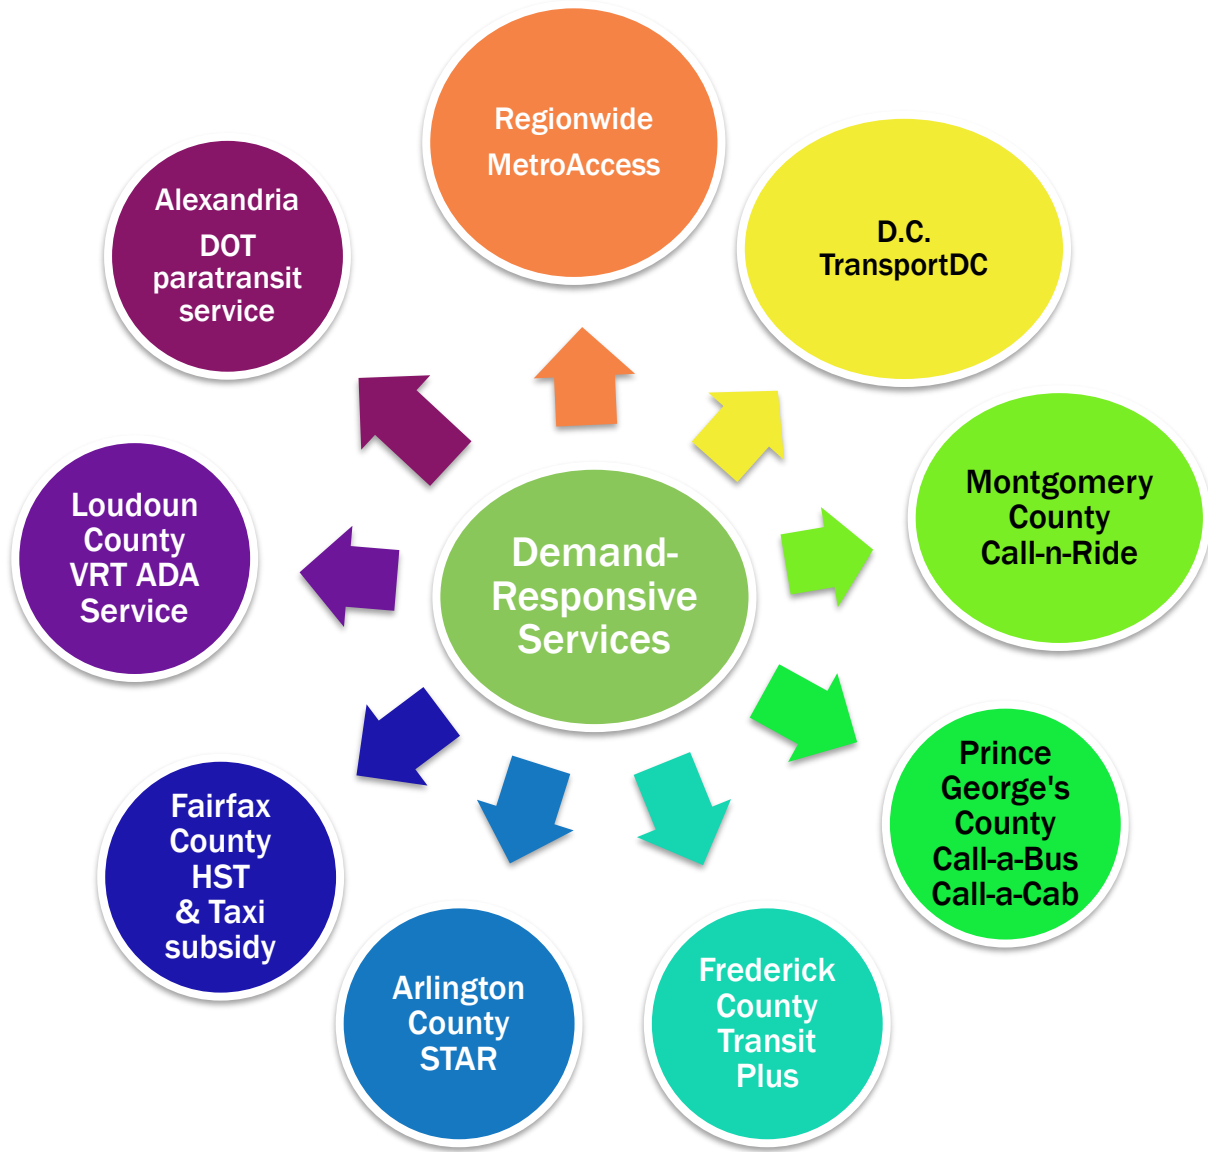 Regionwide
MetroAccess
D.C.
TransportDC
Montgomery
County
Call-n-Ride
Prince
George's
County
Call-a-Bus
Call-a-Cab
Frederick
County
Transit
Plus
Arlington
County
STAR
Fairfax
County
HST
& Taxi
subsidy
Loudoun
County
VRT ADA
Service
Alexandria
DOT
paratransit
service
Demand-
Responsive
Services